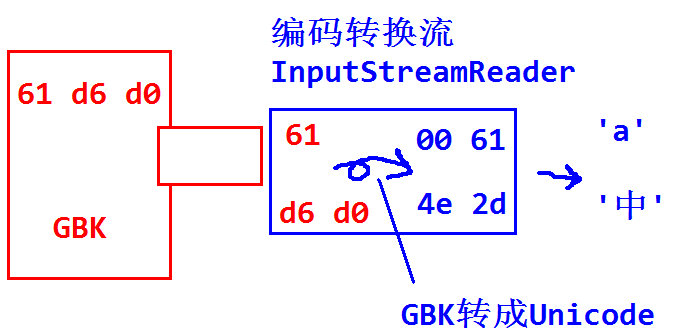 编码转换流
InputStreamReader
61 d6 d0
GBK
61
00 61
d6 d0
4e 2d
'a'
'中'
GBK转成Unicode